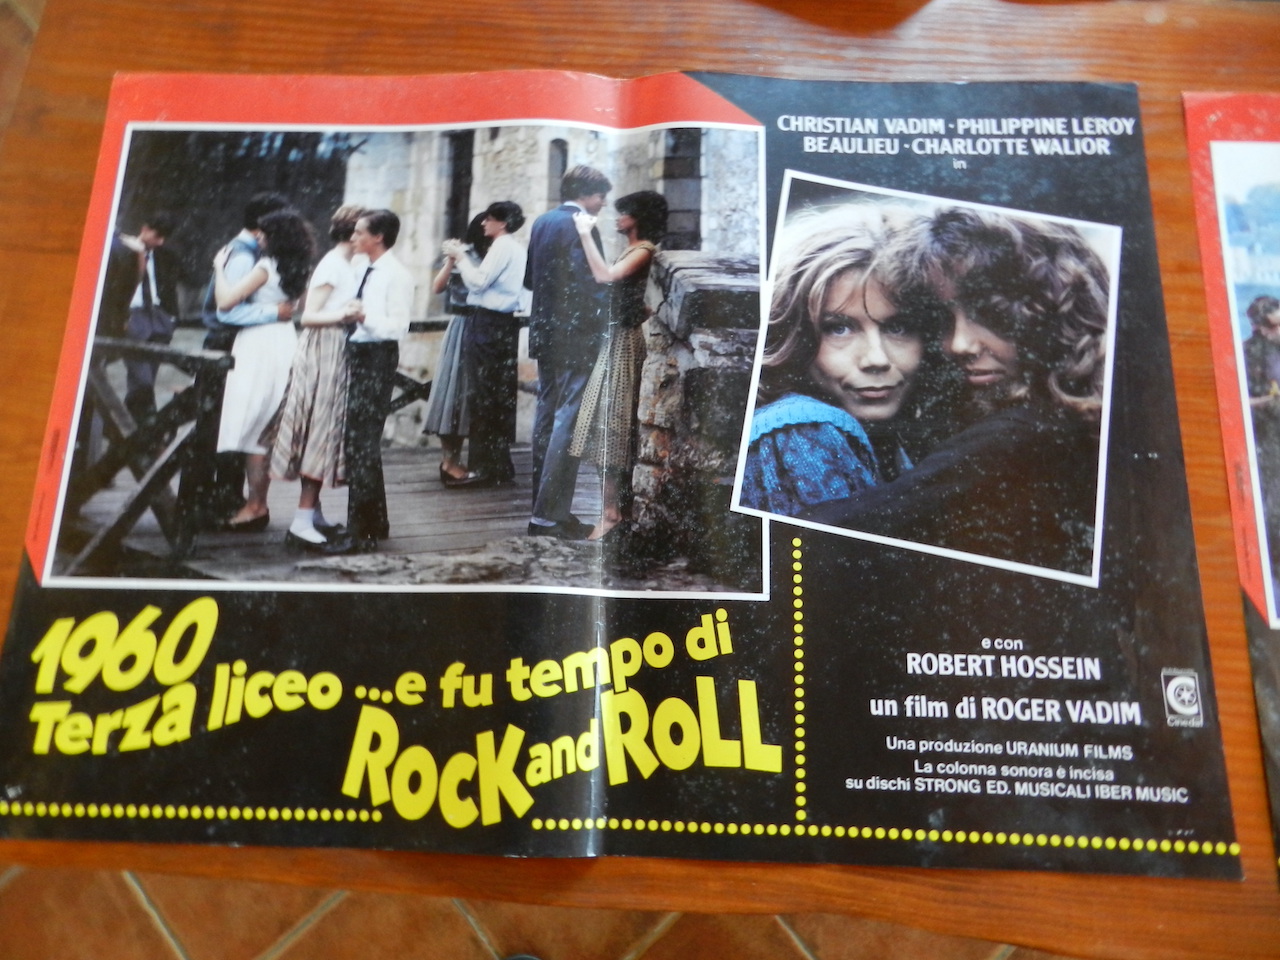 CHRISTIAN VADIM · PHILIPPINE LEROY
BEAULIEU · CHARLOTTE WALIOR
in
1960
Terza liceo ...e fu tempo di
ROCK and ROLL
e con
ROBERT HOSSEIN
un film di ROGER VADIM
Una produzione URANIUM FILMS
La colonna sonora è incisa
su dischi STRONG ED. MUSICALI IBER MUSIC